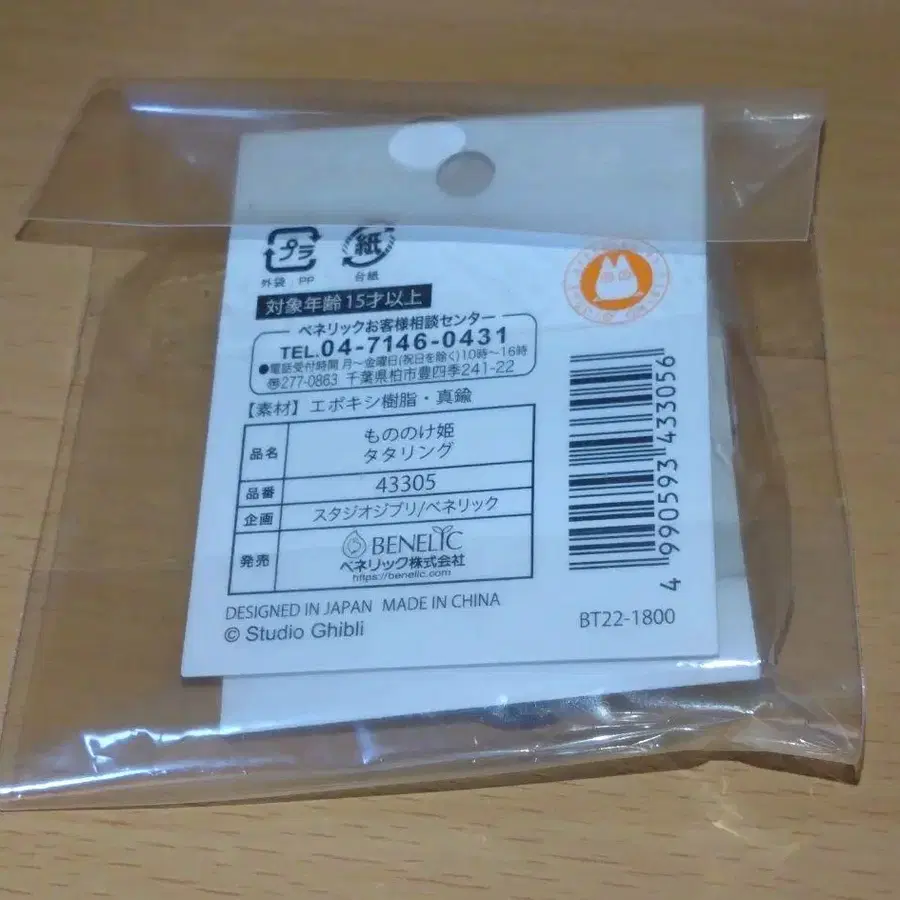 プラ
紙
外袋 PP
台紙
対象年齢 15才以上
ベネリックお客様相談センター
TEL.04-7146-0431
●電話受付時間 月〜金曜日(祝日を除く)10時〜16時
〒277-0863 千葉県柏市豊四季241-22
【素材】エポキシ樹脂・真鍮
品名
もののけ姫
タタリング
品番
43305
企画
スタジオジブリ/ベネリック
発売
BENELIC
ベネリック株式会社
https://benelic.com
DESIGNED IN JAPAN MADE IN CHINA
© Studio Ghibli
4 990593 433056
BT22-1800